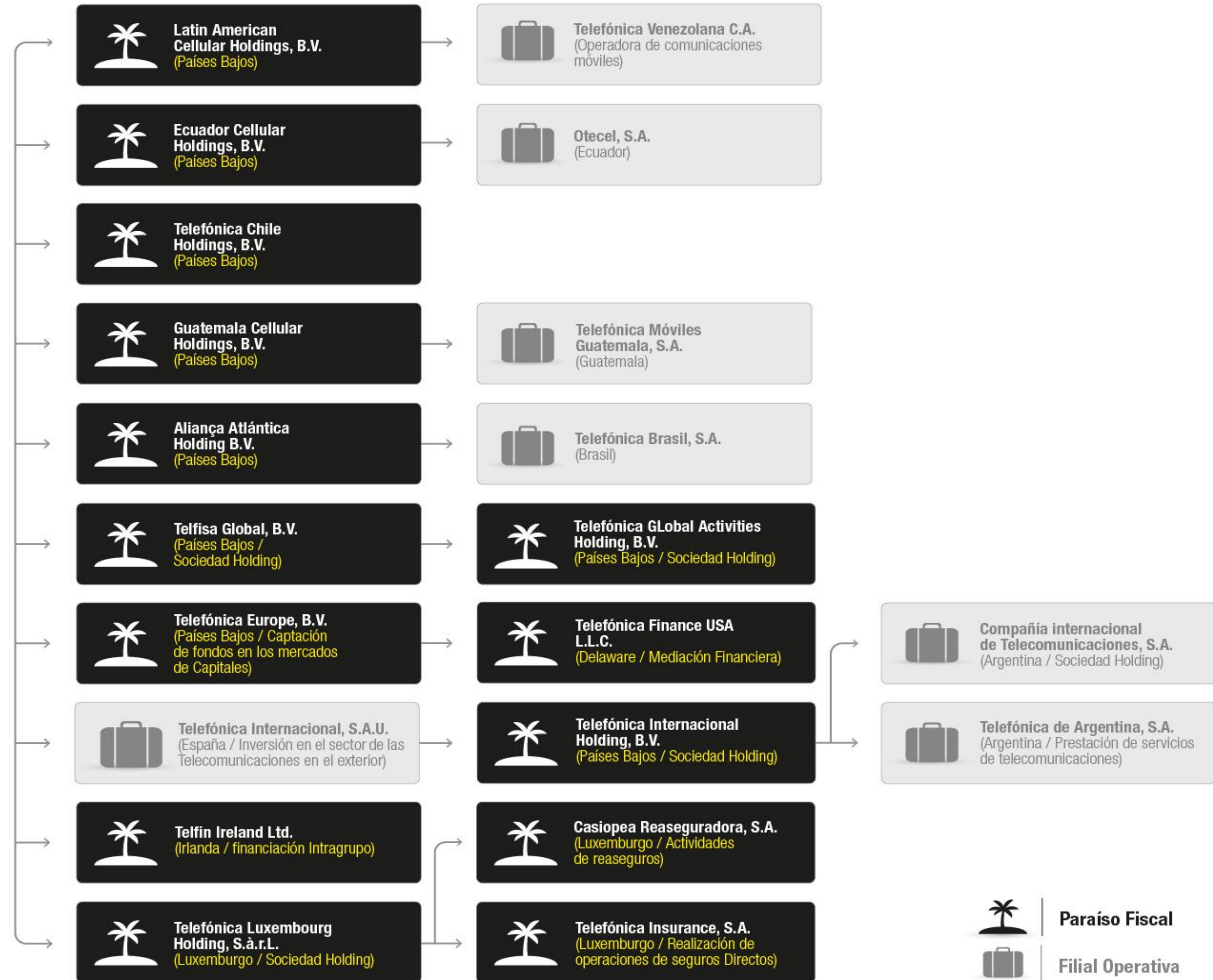 Latin American
Cellular Holdings, B.V.
(Países Bajos)
Telefónica Venezolana C.A.
(Operadora de comunicaciones
móviles)
Ecuador Cellular
Holdings, B.V.
(Países Bajos)
Otecel, S.A.
(Ecuador)
Telefónica Chile
Holdings, B.V.
(Países Bajos)
Guatemala Cellular
Holdings, B.V.
(Países Bajos)
Telefónica Móviles
Guatemala, S.A.
(Guatemala)
Aliança Atlántica
Holding B.V.
(Países Bajos)
Telefónica Brasil, S.A.
(Brasil)
Telfisa Global, B.V.
(Países Bajos /
Sociedad Holding)
Telefónica GLobal Activities
Holding, B.V.
(Países Bajos / Sociedad Holding)
Telefónica Europe, B.V.
(Países Bajos / Captación
de fondos en los mercados
de Capitales)
Telefónica Finance USA
L.L.C.
(Delaware / Mediación Financiera)
Compañía internacional
de Telecomunicaciones, S.A.
(Argentina / Sociedad Holding)
Telefónica Internacional, S.A.U.
(España / Inversión en el sector de las
Telecomunicaciones en el exterior)
Telefónica Internacional
Holding, B.V.
(Países Bajos / Sociedad Holding)
Telefónica de Argentina, S.A.
(Argentina / Prestación de servicios
de telecomunicaciones)
Telfin Ireland Ltd.
(Irlanda / financiación Intragrupo)
Casiopea Reaseguradora, S.A.
(Luxemburgo / Actividades
de reaseguros)
Telefónica Luxembourg
Holding, S.à.r.L.
(Luxemburgo / Sociedad Holding)
Telefónica Insurance, S.A.
(Luxemburgo / Realización de
operaciones de seguros Directos)
Paraíso Fiscal
Filial Operativa